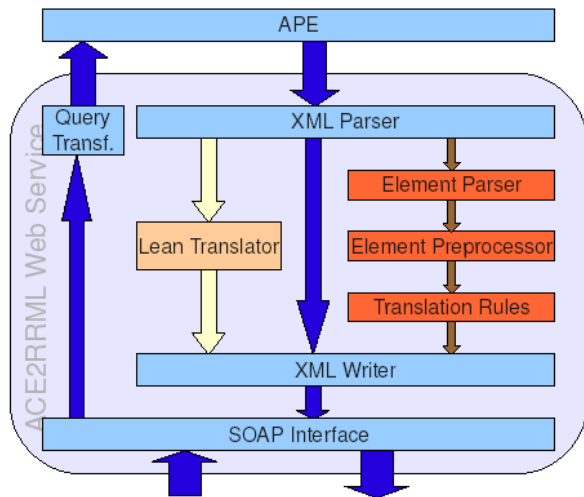 APE
Query
Transf.
XML Parser
Element Parser
Lean Translator
Element Preprocessor
Translation Rules
XML Writer
SOAP Interface
ACE2RRML Web Service